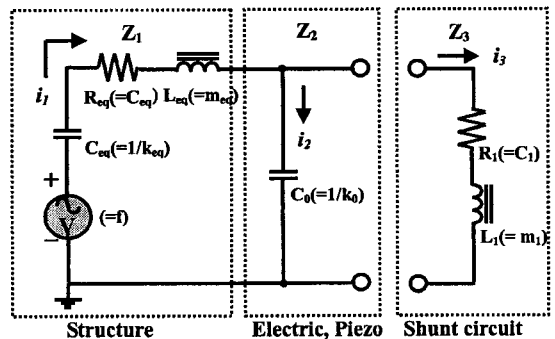 Z1
Z2
Z3
i1
i3
Req(=Ceq) Leq(=meq)
i2
R1(=C1)
Ceq(=1/keq)
+
C0(=1/k0)
V
(=f)
−
L1(= m1)
Structure
Electric, Piezo
Shunt circuit